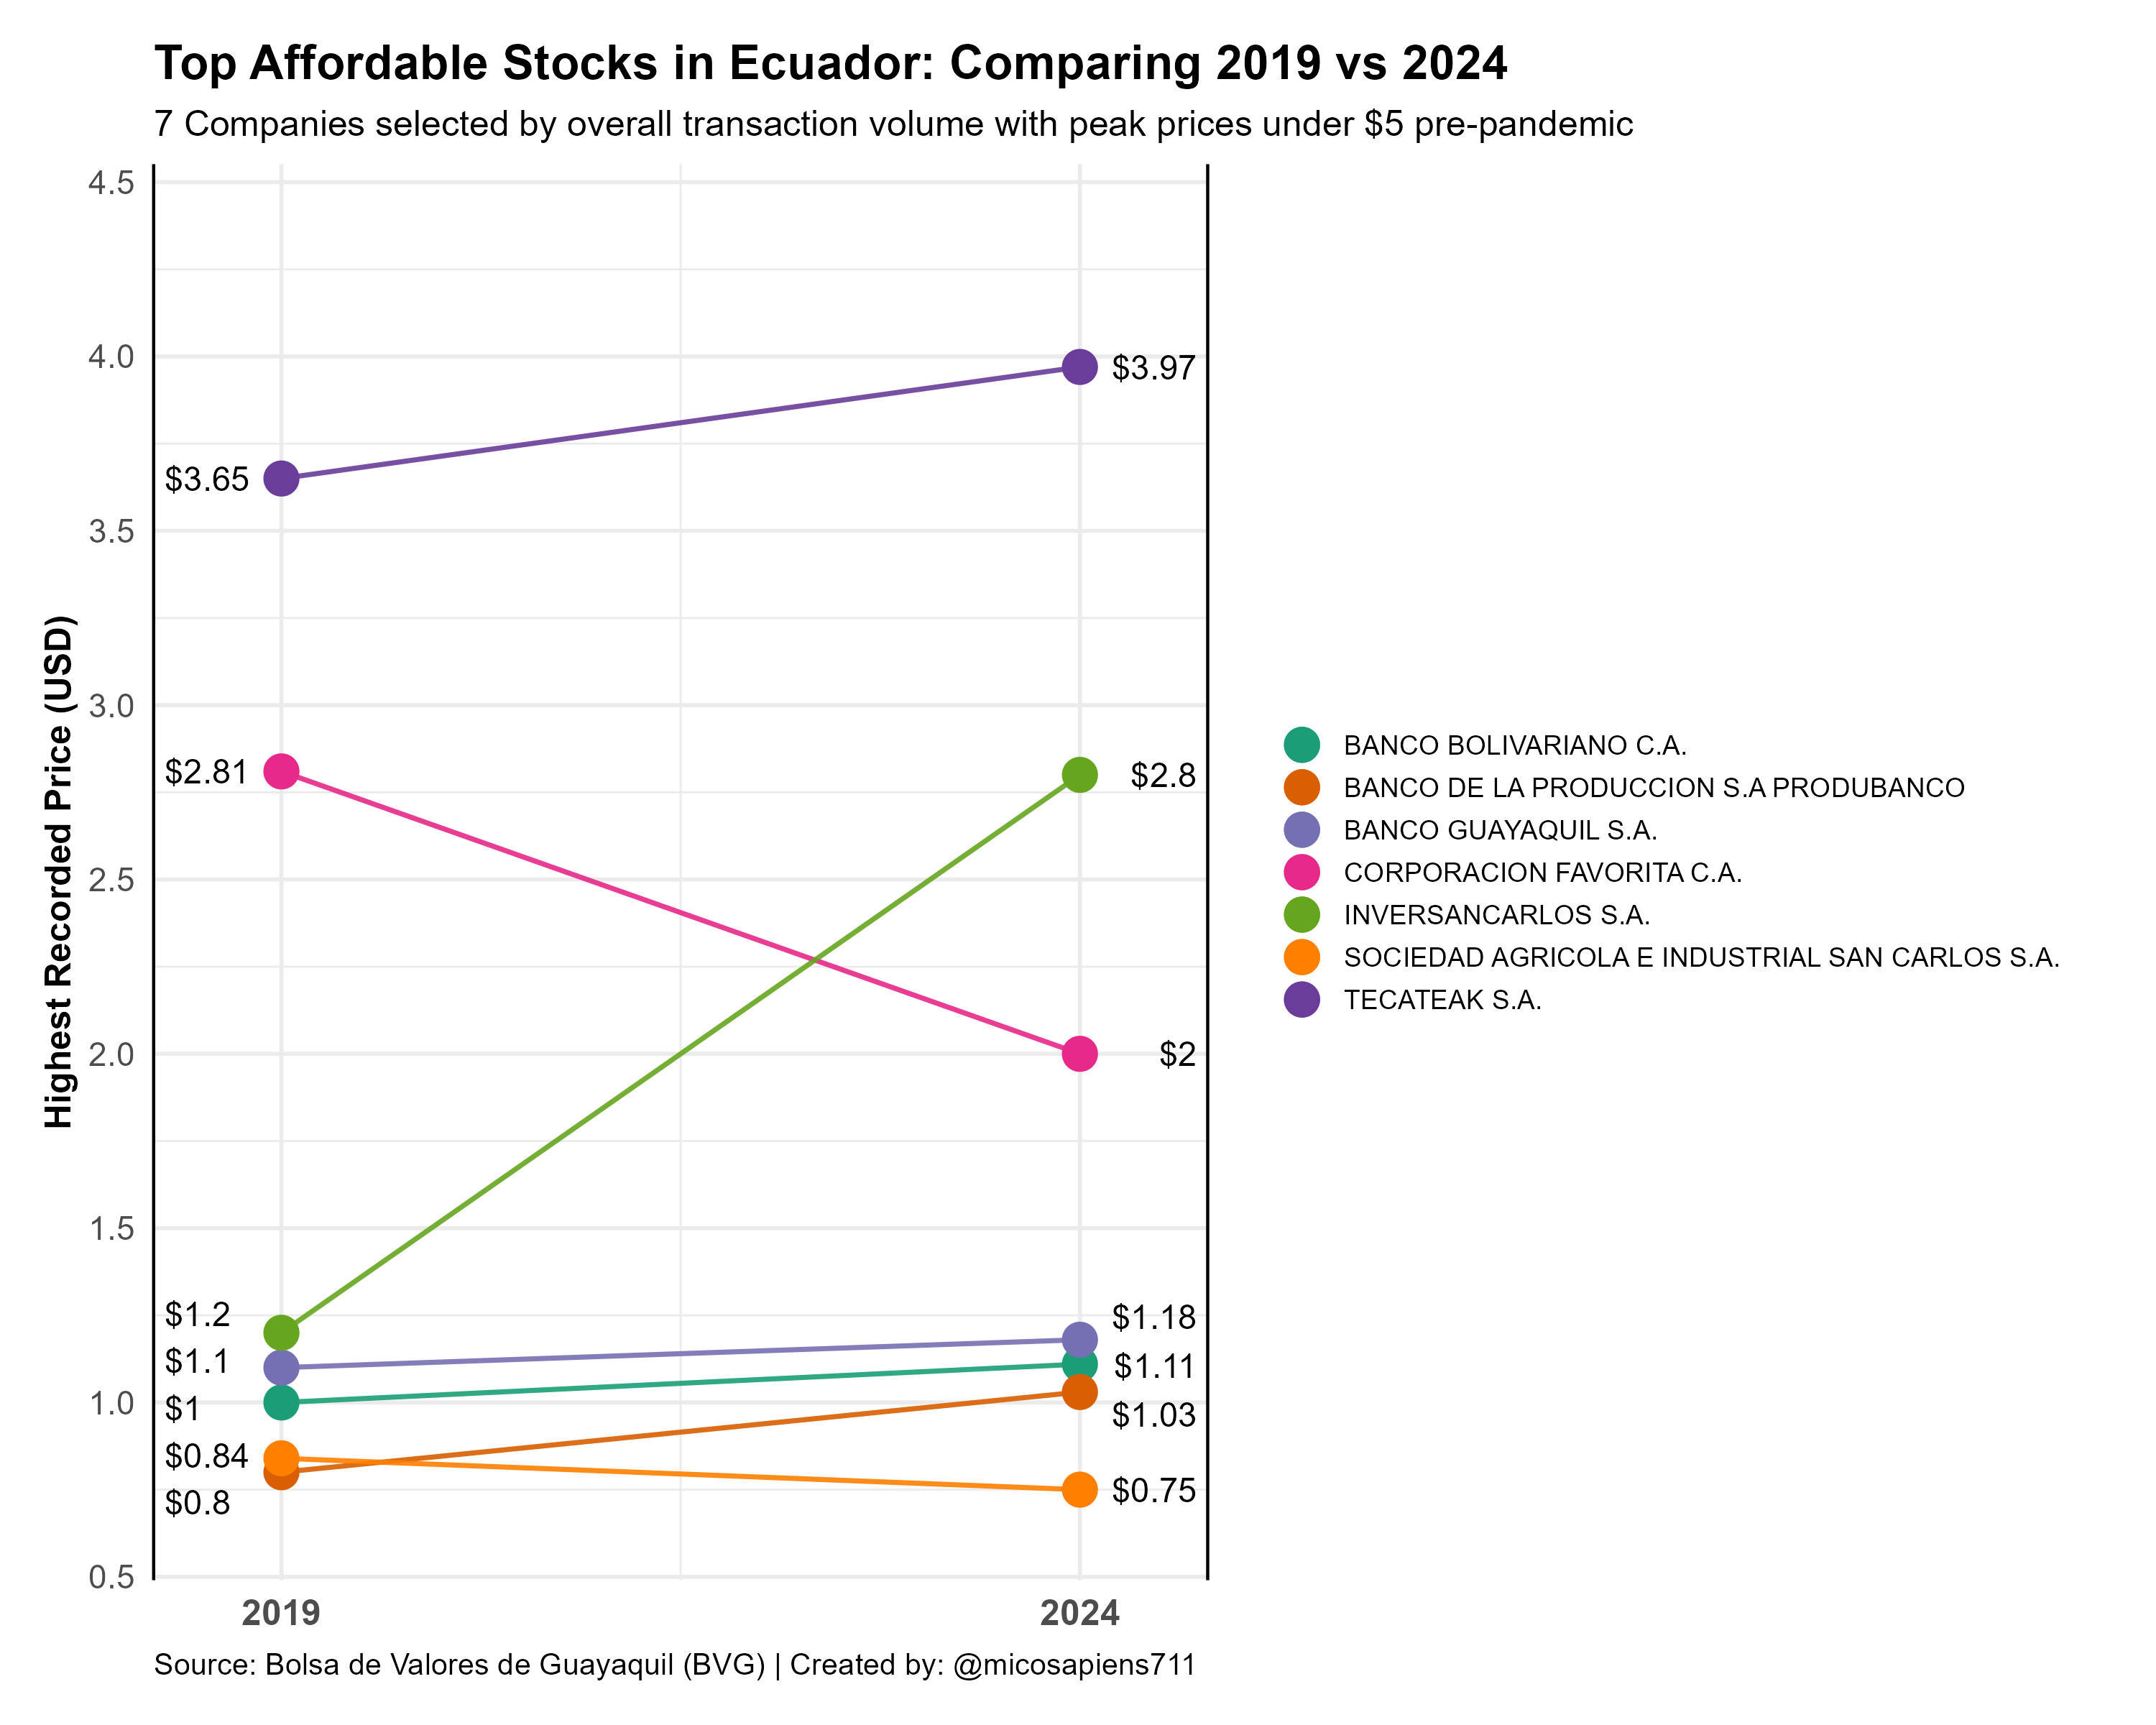 Top Affordable Stocks in Ecuador: Comparing 2019 vs 2024
7 Companies selected by overall transaction volume with peak prices under $5 pre-pandemic
Highest Recorded Price (USD)
4.5
4.0
3.5
3.0
2.5
2.0
1.5
1.0
0.5
$3.65
$2.81
$1.2
$1.1
$1
$0.84
$0.8
$3.97
$2.8
$2
$1.18
$1.11
$1.03
$0.75
2019
2024
BANCO BOLIVARIANO C.A.
BANCO DE LA PRODUCCION S.A PRODUBANCO
BANCO GUAYAQUIL S.A.
CORPORACION FAVORITA C.A.
INVERSANCARLOS S.A.
SOCIEDAD AGRICOLA E INDUSTRIAL SAN CARLOS S.A.
TECATEAK S.A.
Source: Bolsa de Valores de Guayaquil (BVG) | Created by: @micosapiens711